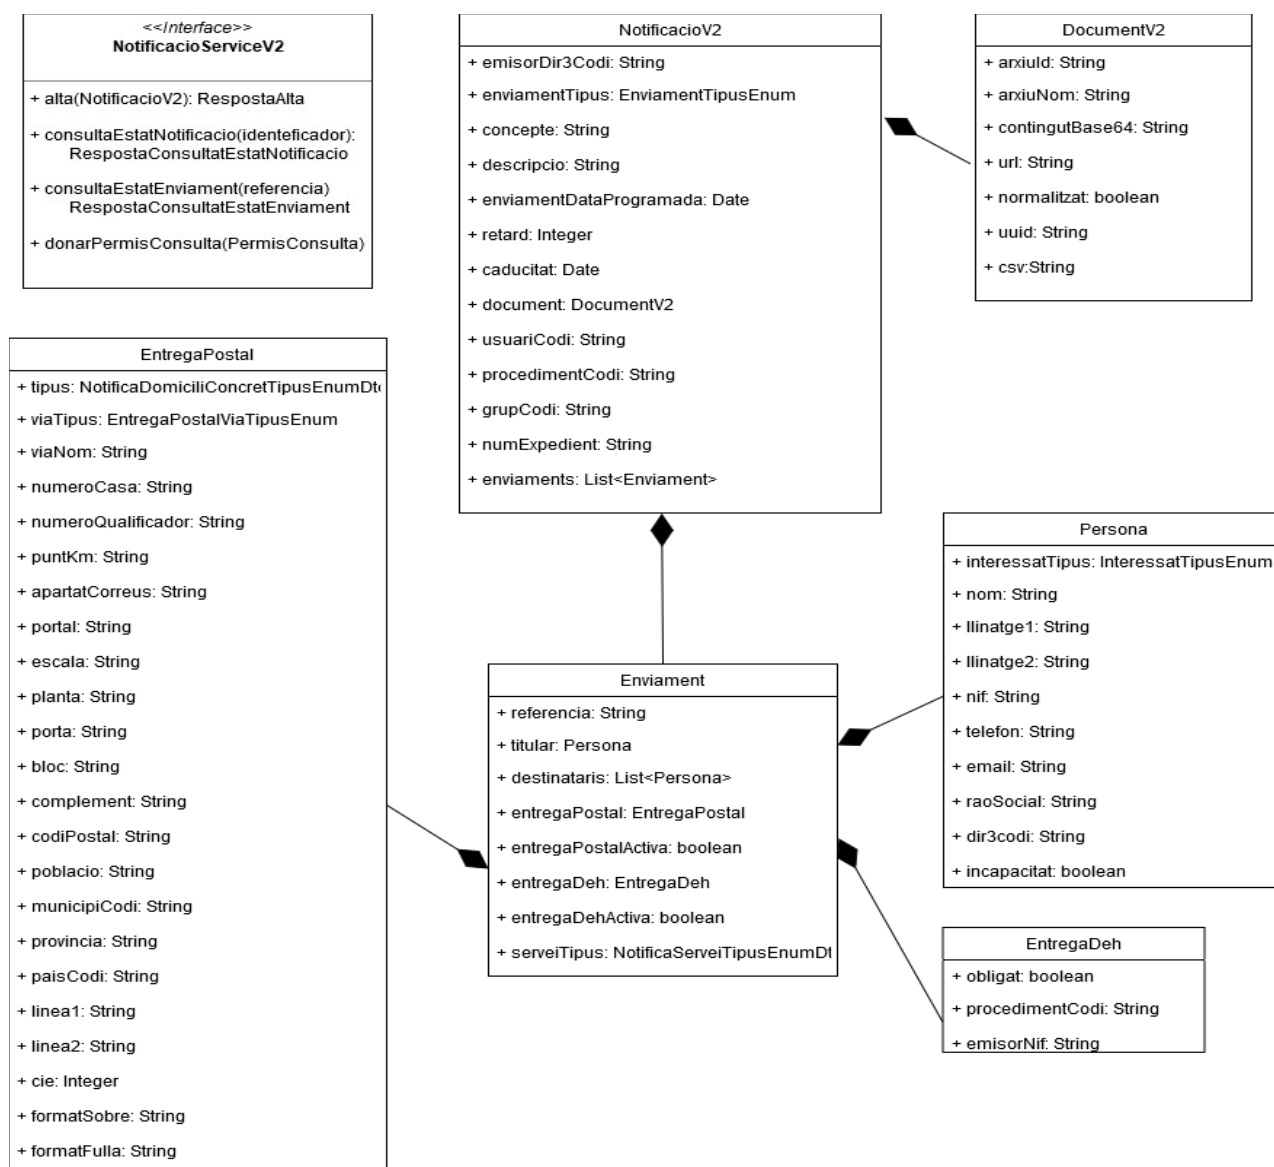 <<Interface>>
NotificacioServiceV2
+ alta(NotificacioV2): RespostaAlta
+ consultaEstatNotificacio(identeficador):
RespostaConsultatEstatNotificacio
+ consultaEstatEnviament(referencia)
RespostaConsultatEstatEnviament
+ donarPermisConsulta(PermisConsulta)
NotificacioV2
+ emisorDir3Codi: String
+ enviamentTipus: EnviamentTipusEnum
+ concepte: String
+ descripcio: String
+ enviamentDataProgramada: Date
+ retard: Integer
+ caducitat: Date
+ document: DocumentV2
+ usuariCodi: String
+ procedimentCodi: String
+ grupCodi: String
+ numExpedient: String
+ enviaments: List<Enviament>
DocumentV2
+ arxiuId: String
+ arxiuNom: String
+ contingutBase64: String
+ url: String
+ normalitzat: boolean
+ uuid: String
+ csv:String
EntregaPostal
+ tipus: NotificaDomiciliConcretTipusEnumDto
+ viaTipus: EntregaPostalViaTipusEnum
+ viaNom: String
+ numeroCasa: String
+ numeroQualificador: String
+ puntKm: String
+ apartatCorreus: String
+ portal: String
+ escala: String
+ planta: String
+ porta: String
+ bloc: String
+ complement: String
+ codiPostal: String
+ poblacio: String
+ municipiCodi: String
+ provincia: String
+ paisCodi: String
+ linea1: String
+ linea2: String
+ cie: Integer
+ formatSobre: String
+ formatFulla: String
Enviament
+ referencia: String
+ titular: Persona
+ destinataris: List<Persona>
+ entregaPostal: EntregaPostal
+ entregaPostalActiva: boolean
+ entregaDeh: EntregaDeh
+ entregaDehActiva: boolean
+ serveiTipus: NotificaServeiTipusEnumDt
Persona
+ interessatTipus: InteressatTipusEnum
+ nom: String
+ llinatge1: String
+ llinatge2: String
+ nif: String
+ telefon: String
+ email: String
+ raoSocial: String
+ dir3codi: String
+ incapacitat: boolean
EntregaDeh
+ obligat: boolean
+ procedimentCodi: String
+ emisorNif: String